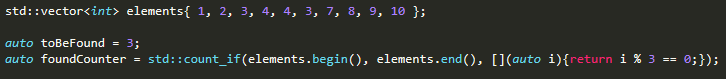 std::vector<int> elements{ 1, 2, 3, 4, 4, 3, 7, 8, 9, 10 };
auto toBeFound = 3;
auto foundCounter = std::count_if(elements.begin(), elements.end(), [](auto i){return i % 3 == 0;});